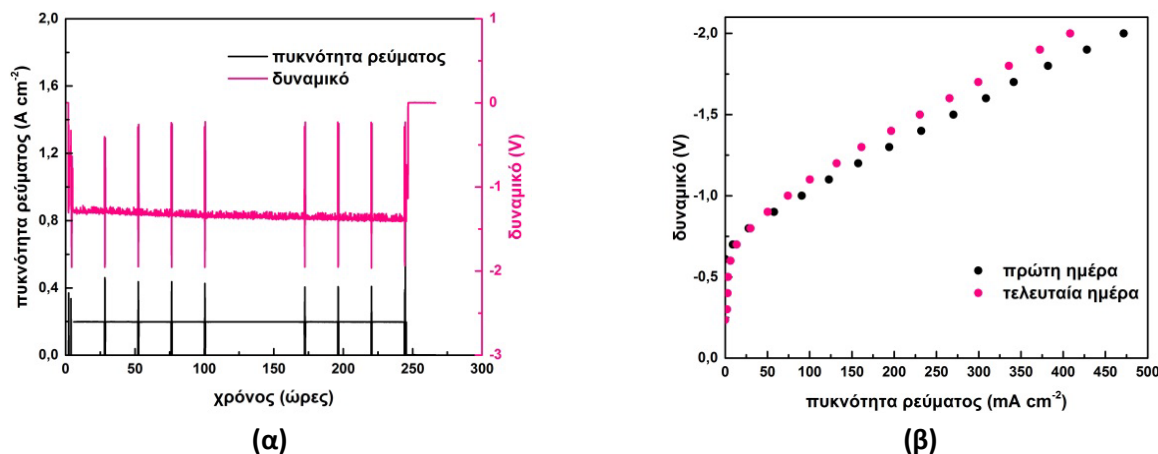 2,0
1,6
1,2
0,8
0,4
0,0
πυκνότητα ρεύματος (A cm-2)
πυκνότητα ρεύματος
δυναμικό
1
0
-1
-2
-3
δυναμικό (V)
0 50 100 150 200 250 300
χρόνος (ώρες)
(α)
-2,0
-1,5
-1,0
-0,5
0,0
δυναμικό (V)
πρώτη ημέρα
τελευταία ημέρα
0 50 100 150 200 250 300 350 400 450 500
πυκνότητα ρεύματος (mA cm-2)
(β)